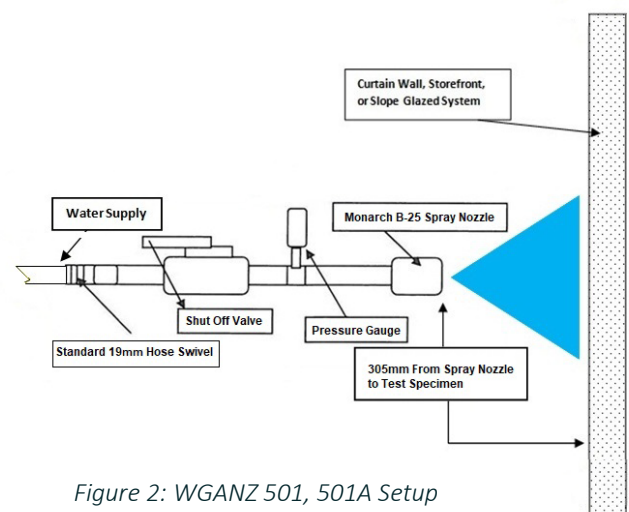 Curtain Wall, Storefront,
or Slope Glazed System
Water Supply
Monarch B-25 Spray Nozzle
Shut Off Valve
Pressure Gauge
Standard 19mm Hose Swivel
305mm From Spray Nozzle
to Test Specimen
Figure 2: WGANZ 501, 501A Setup